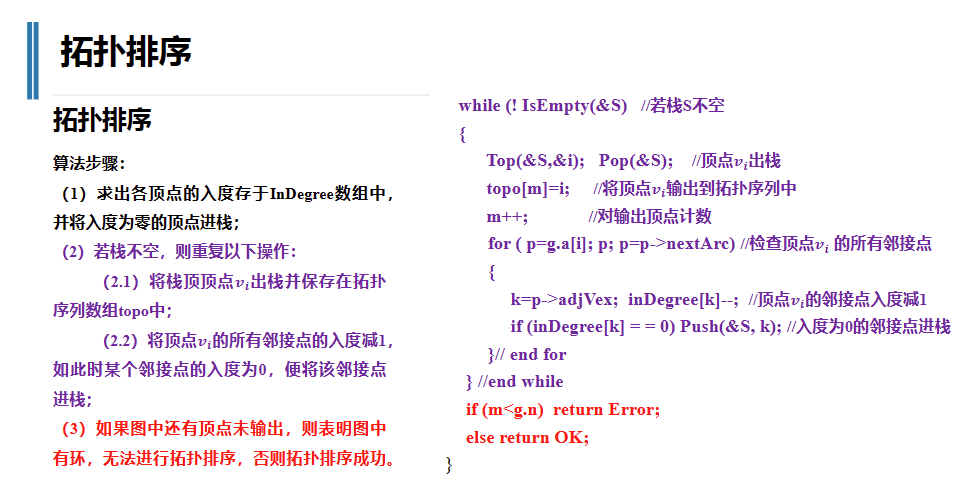 拓扑排序
拓扑排序
算法步骤：
（1）求出各顶点的入度存于InDegree数组中，
并将入度为零的顶点进栈；
（2）若栈不空，则重复以下操作：
（2.1）将栈顶顶点𝑣𝑖出栈并保存在拓扑
序列数组topo中；
（2.2）将顶点𝑣𝑖的所有邻接点的入度减1，
如此时某个邻接点的入度为0，便将该邻接点
进栈；
（3）如果图中还有顶点未输出，则表明图中
有环，无法进行拓扑排序，否则拓扑排序成功。
while (! IsEmpty(&S) //若栈S不空
{
Top(&S,&i); Pop(&S); //顶点𝑣𝑖出栈
topo[m]=i; //将顶点𝑣𝑖输出到拓扑序列中
m++; //对输出顶点计数
for ( p=g.a[i]; p; p=p->nextArc) //检查顶点𝑣𝑖 的所有邻接点
{
k=p->adjVex; inDegree[k]--; //顶点𝑣𝑖的邻接点入度减1
if (inDegree[k] = = 0) Push(&S, k); //入度为0的邻接点进栈
}// end for
} //end while
if (m<g.n) return Error;
else return OK;
}